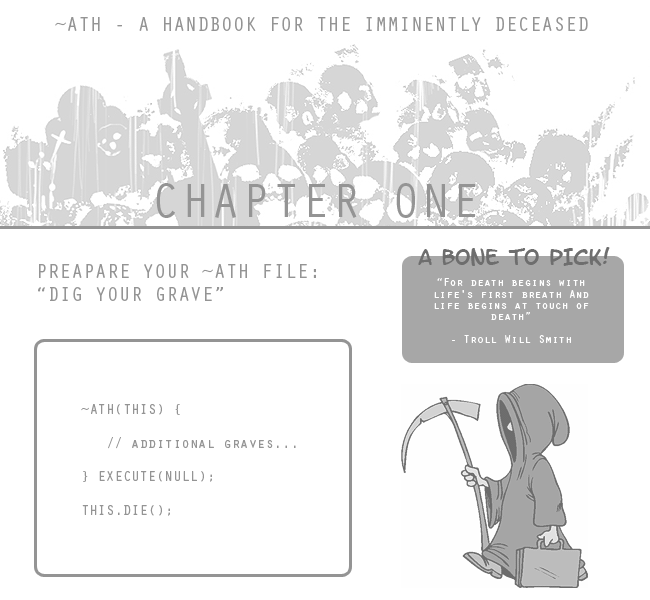 ~ATH - A HANDBOOK FOR THE IMMINENTLY DECEASED
CHAPTER ONE
PREAPARE YOUR ~ATH FILE:
“DIG YOUR GRAVE”
~ATH(THIS) {
// ADDITIONAL GRAVES...
} EXECUTE(NULL);
THIS.DIE();
A BONE TO PICK!
“For death begins with
life's first breath And
life begins at touch of
death”
- Troll Will Smith